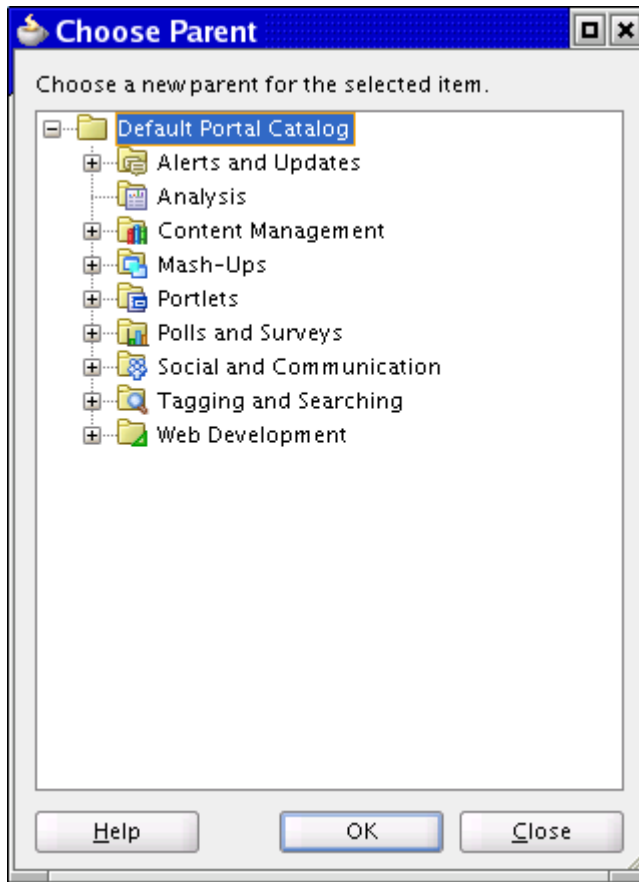 Choose Parent
Choose a new parent for the selected item.
Default Portal Catalog
Alerts and Updates
Analysis
Content Management
Mash-Ups
Portlets
Polls and Surveys
Social and Communication
Tagging and Searching
Web Development
Help OK Close